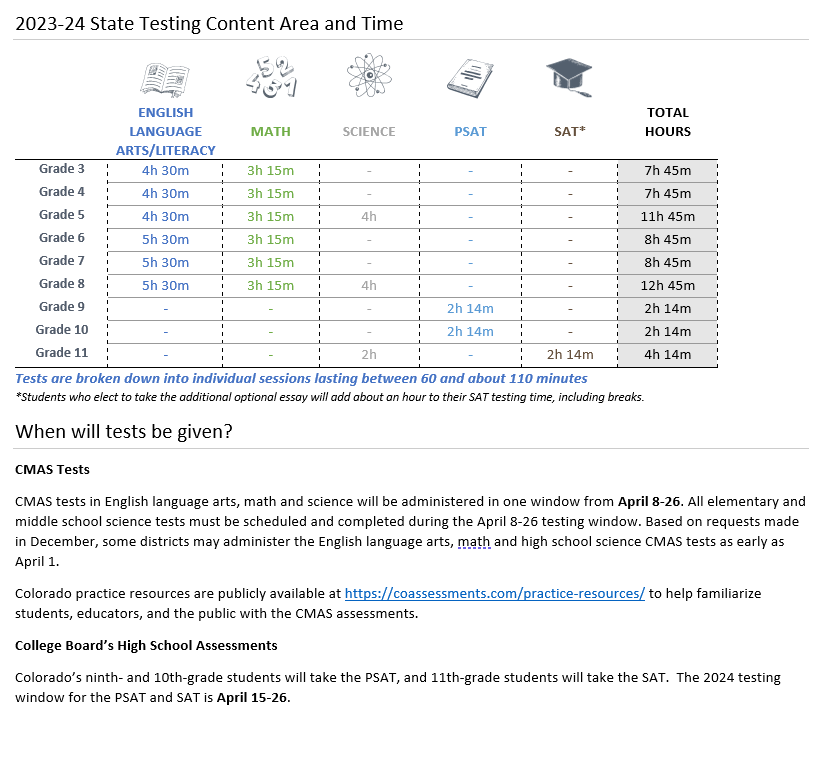 2023-24 State Testing Content Area and Time
ENGLISH LANGUAGE ARTS/LITERACY MATH SCIENCE PSAT SAT* TOTAL HOURS
Grade 3 4h 30m 3h 15m - - - 7h 45m
Grade 4 4h 30m 3h 15m - - - 7h 45m
Grade 5 4h 30m 3h 15m 4h - - 11h 45m
Grade 6 5h 30m 3h 15m - - - 8h 45m
Grade 7 5h 30m 3h 15m - - - 8h 45m
Grade 8 5h 30m 3h 15m 4h - - 12h 45m
Grade 9 - - - 2h 14m - 2h 14m
Grade 10 - - - 2h 14m - 2h 14m
Grade 11 - - 2h - 2h 14m 4h 14m
Tests are broken down into individual sessions lasting between 60 and about 110 minutes
*Students who elect to take the additional optional essay will add about an hour to their SAT testing time, including breaks.
When will tests be given?
CMAS Tests
CMAS tests in English language arts, math and science will be administered in one window from April 8-26. All elementary and
middle school science tests must be scheduled and completed during the April 8-26 testing window. Based on requests made
in December, some districts may administer the English language arts, math and high school science CMAS tests as early as
April 1.
Colorado practice resources are publicly available at https://coassessments.com/practice-resources/ to help familiarize
students, educators, and the public with the CMAS assessments.
College Board’s High School Assessments
Colorado’s ninth- and 10th-grade students will take the PSAT, and 11th-grade students will take the SAT.  The 2024 testing
window for the PSAT and SAT is April 15-26.